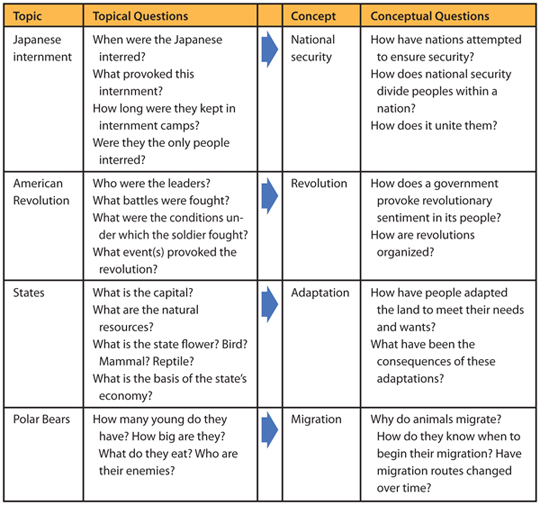 Topic Topical Questions Concept Conceptual Questions
Japanese internment
When were the Japanese
interred?
What provoked this
internment?
How long were they kept in
internment camps?
Were they the only people
interred?
National
security
How have nations attempted
to ensure security?
How does national security
divide peoples within a
nation?
How does it unite them?
American
Revolution
Who were the leaders?
What battles were fought?
What were the conditions un-
der which the soldier fought?
What event(s) provoked the
revolution?
Revolution
How does a government
provoke revolutionary
sentiment in its people?
How are revolutions
organized?
States
What is the capital?
What are the natural
resources?
What is the state flower? Bird?
Mammal? Reptile?
What is the basis of the state's
economy?
Adaptation
How have people adapted
the land to meet their needs
and wants?
What have been the
consequences of these
adaptations?
Polar Bears
How many young do they
have? How big are they?
What do they eat? Who are
their enemies?
Migration
Why do animals migrate?
How do they know when to
begin their migration? Have
migration routes changed
over time?